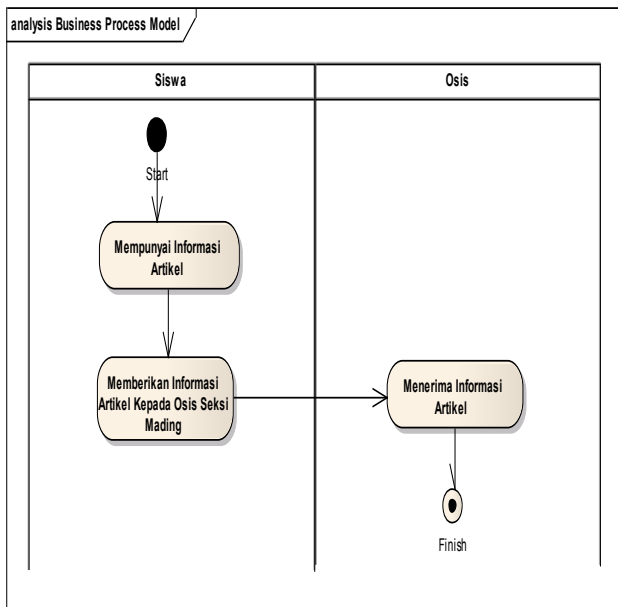 analysis Business Process Model
Siswa
Osis
Start
Mempunyai Informasi
Artikel
Memberikan Informasi
Artikel Kepada Osis Seksi
Mading
Menerima Informasi
Artikel
Finish